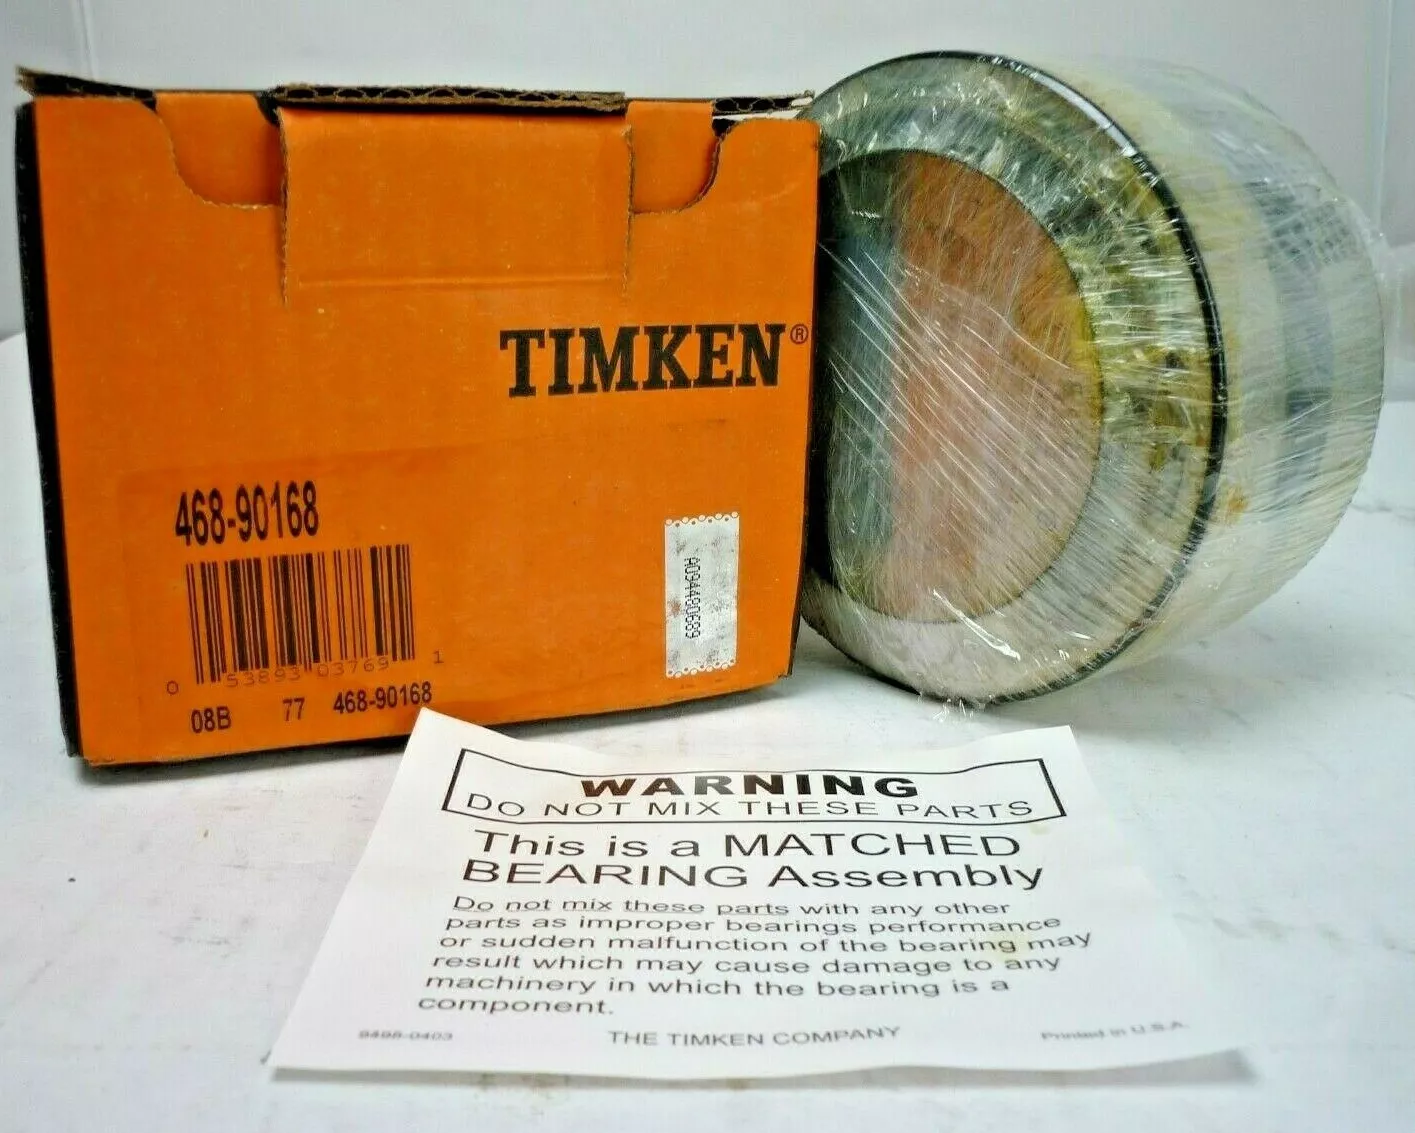 TIMKEN®
468-90168
A094480689
0 53893 03769 1
08B 77 468-90168
WARNING
DO NOT MIX THESE PARTS
This is a MATCHED
BEARING Assembly
Do not mix these parts with any other
parts as improper bearings performance
or sudden malfunction of the bearing may
result which may cause damage to any
machinery in which the bearing is a
component.
9498-0403 THE TIMKEN COMPANY Printed in U.S.A.